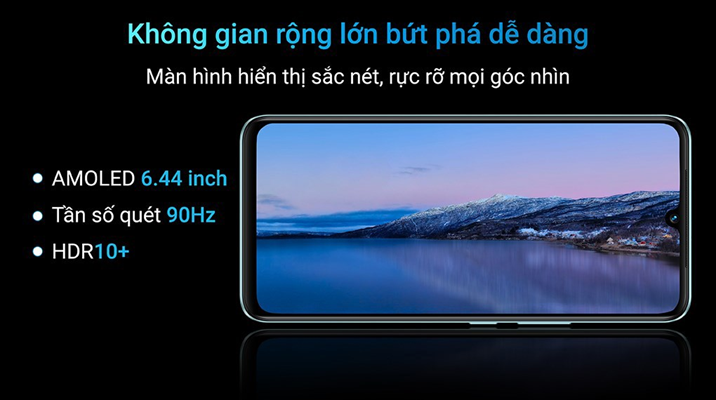 Không gian rộng lớn bứt phá dễ dàng
Màn hình hiển thị sắc nét, rực rỡ mọi góc nhìn
AMOLED 6.44 inch
Tần số quét 90Hz
HDR10+